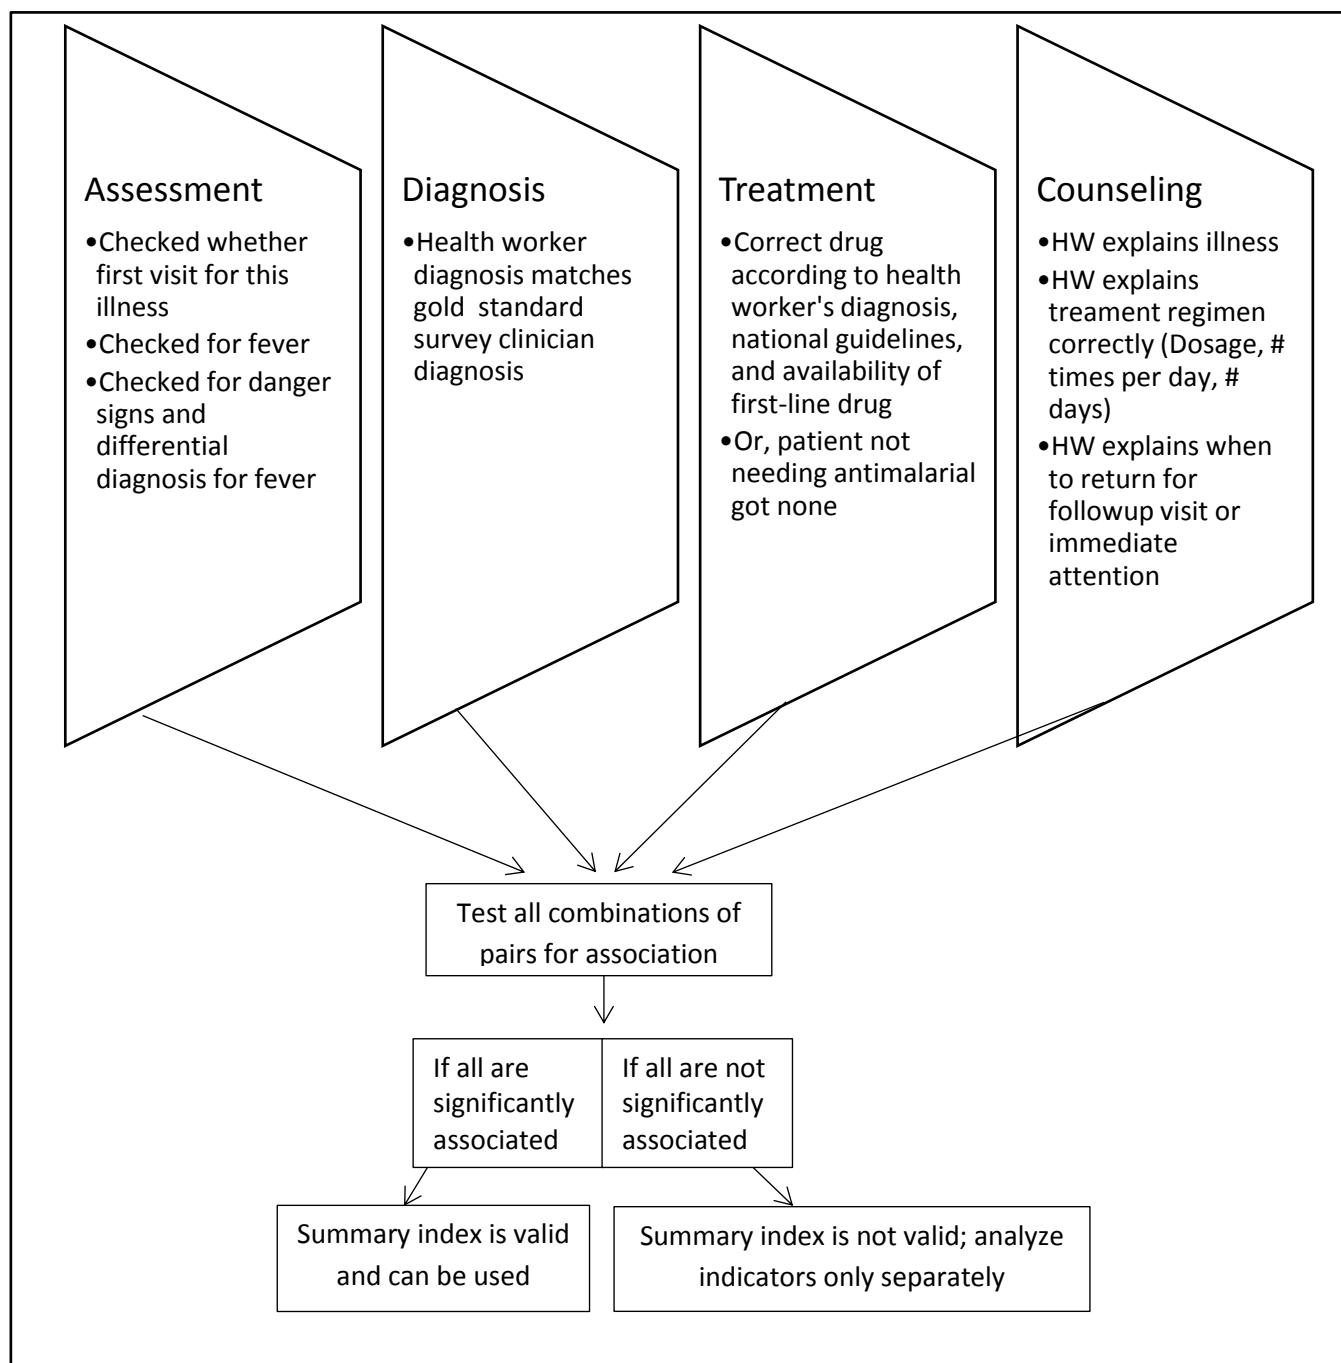 Assessment
•Checked whether
first visit for this
illness
•Checked for fever
•Checked for danger
signs and
differential
diagnosis for fever
Diagnosis
•Health worker
diagnosis matches
gold standard
survey clinician
diagnosis
Treatment
•Correct drug
according to health
worker's diagnosis,
national guidelines,
and availability of
first-line drug
•Or, patient not
needing antimalarial
got none
Counseling
•HW explains illness
•HW explains
treament regimen
correctly (Dosage, #
times per day, #
days)
•HW explains when
to return for
followup visit or
immediate
attention
Test all combinations of
pairs for association
If all are
significantly
associated
If all are not
significantly
associated
Summary index is valid
and can be used
Summary index is not valid; analyze
indicators only separately